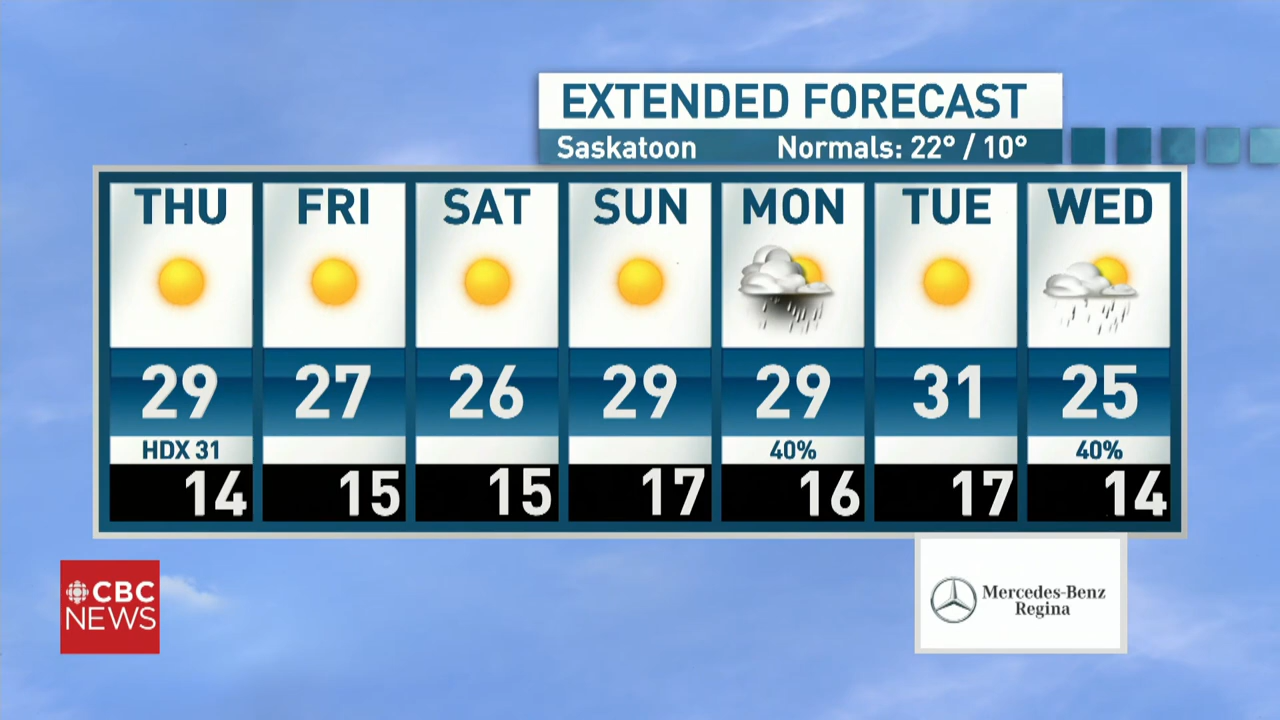 EXTENDED FORECAST
Saskatoon Normals: 22° / 10°
THU FRI SAT SUN MON TUE WED
29 27 26 29 29 31 25
HDX 31 40% 40%
14 15 15 17 16 17 14
CBC
NEWS
Mercedes-Benz
Regina